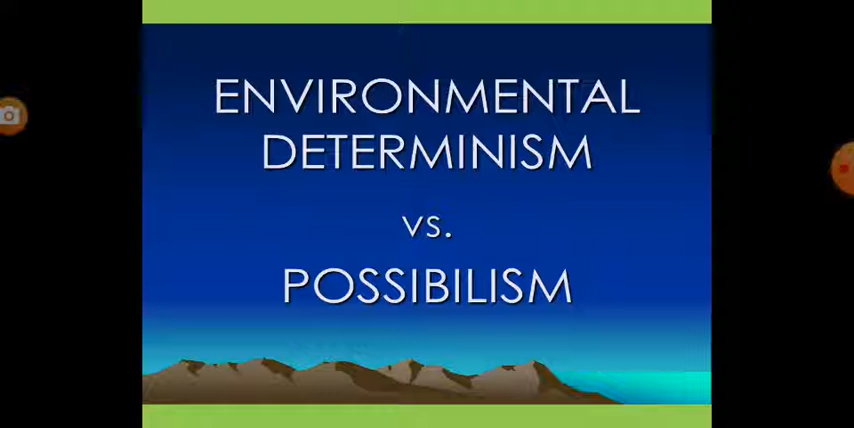 ENVIRONMENTAL
DETERMINISM
vs.
POSSIBILISM